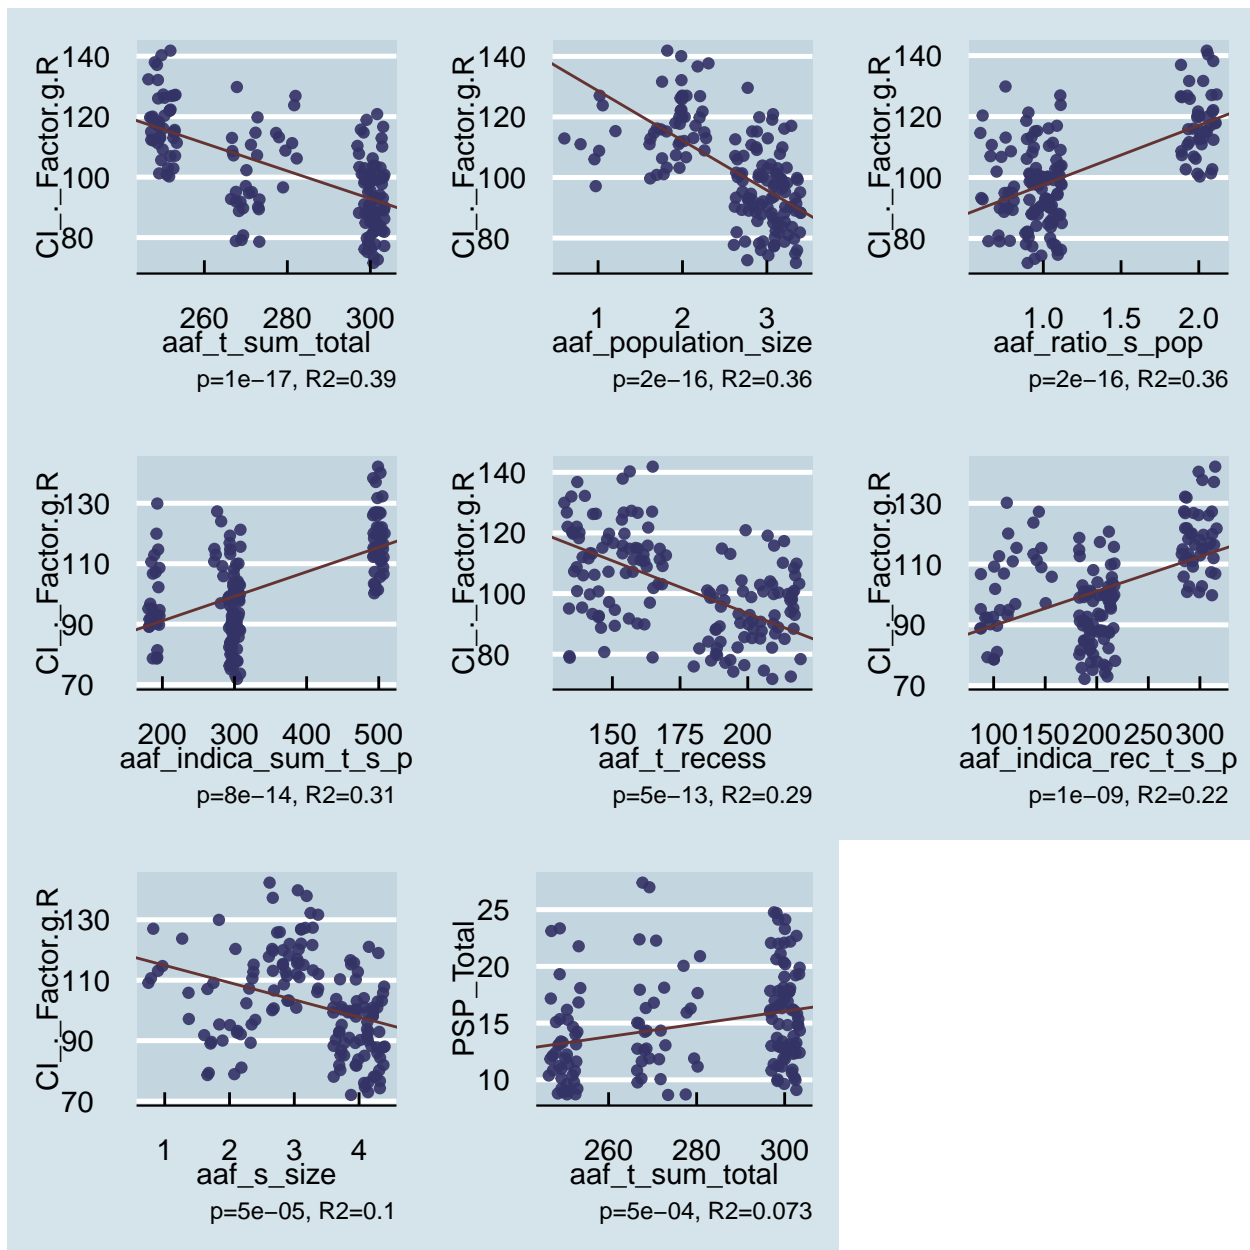 CI_._Factor.g.R
140
120
100
80
260 280 300
aaf_t_sum_total
p=1e−17, R2=0.39
CI_._Factor.g.R
140
120
100
80
1 2 3
aaf_population_size
p=2e−16, R2=0.36
CI_._Factor.g.R
140
120
100
80
1.0 1.5 2.0
aaf_ratio_s_pop
p=2e−16, R2=0.36
CI_._Factor.g.R
130
110
90
70
200 300 400 500
aaf_indica_sum_t_s_p
p=8e−14, R2=0.31
CI_._Factor.g.R
140
120
100
80
150 175 200
aaf_t_recess
p=5e−13, R2=0.29
CI_._Factor.g.R
130
110
90
70
100 150 200 250 300
aaf_indica_rec_t_s_p
p=1e−09, R2=0.22
CI_._Factor.g.R
130
110
90
70
1 2 3 4
aaf_s_size
p=5e−05, R2=0.1
PSP_Total
25
20
15
10
260 280 300
aaf_t_sum_total
p=5e−04, R2=0.073